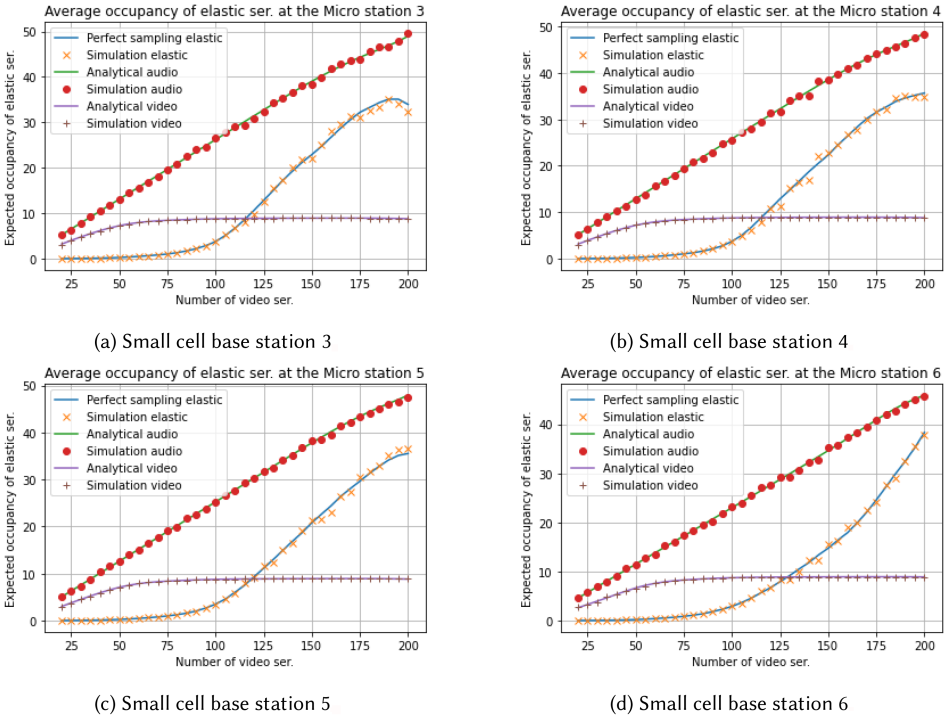 Average occupancy of elastic ser. at the Micro station 3
Expected occupancy of elastic ser.
50
40
30
20
10
0
Perfect sampling elastic
Simulation elastic
Analytical audio
Simulation audio
Analytical video
Simulation video
25 50 75 100 125 150 175 200
Number of video ser.
(a) Small cell base station 3
Average occupancy of elastic ser. at the Micro station 4
Expected occupancy of elastic ser.
50
40
30
20
10
0
Perfect sampling elastic
Simulation elastic
Analytical audio
Simulation audio
Analytical video
Simulation video
25 50 75 100 125 150 175 200
Number of video ser.
(b) Small cell base station 4
Average occupancy of elastic ser. at the Micro station 5
Expected occupancy of elastic ser.
50
40
30
20
10
0
Perfect sampling elastic
Simulation elastic
Analytical audio
Simulation audio
Analytical video
Simulation video
25 50 75 100 125 150 175 200
Number of video ser.
(c) Small cell base station 5
Average occupancy of elastic ser. at the Micro station 6
Expected occupancy of elastic ser.
40
30
20
10
0
Perfect sampling elastic
Simulation elastic
Analytical audio
Simulation audio
Analytical video
Simulation video
25 50 75 100 125 150 175 200
Number of video ser.
(d) Small cell base station 6